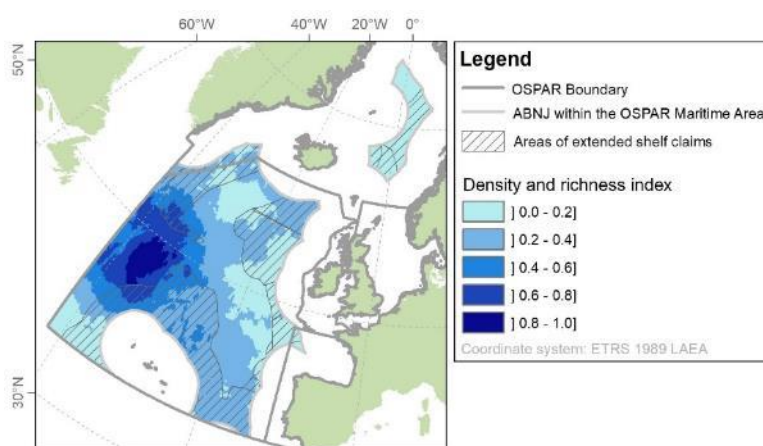 60°W 40°W 20°W 0°W
50°N
30°N
Legend
OSPAR Boundary
ABNJ within the OSPAR Maritime Area
Areas of extended shelf claims
Density and richness index
] 0.0 - 0.2]
] 0.2 - 0.4]
] 0.4 - 0.6]
] 0.6 - 0.8]
] 0.8 - 1.0]
Coordinate system: ETRS 1989 LAEA